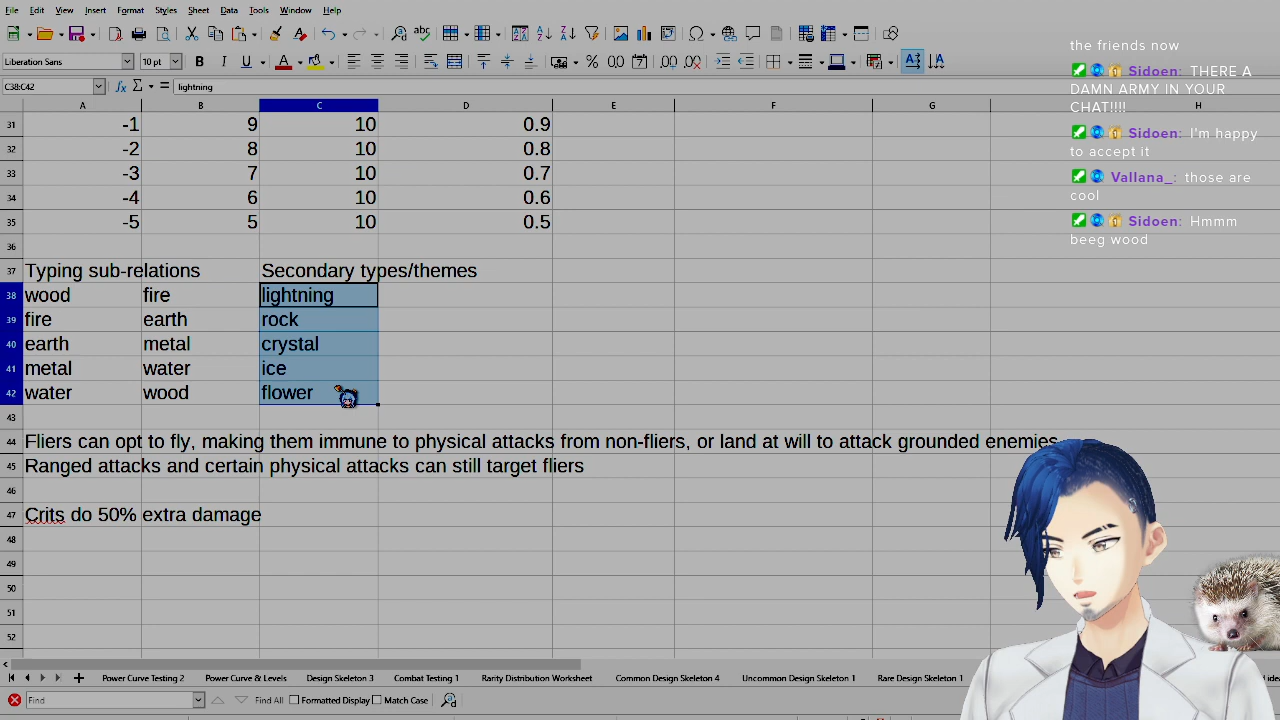 File Edit View Insert Format Styles Sheet Data Tools Window Help
Liberation Sans 10 pt
C38:C42 lightning
A B C D E F G H
31 -1 9 10 0.9
32 -2 8 10 0.8
33 -3 7 10 0.7
34 -4 6 10 0.6
35 -5 5 10 0.5
36
37 Typing sub-relations Secondary types/themes
38 wood fire lightning
39 fire earth rock
40 earth metal crystal
41 metal water ice
42 water wood flower
43
44 Fliers can opt to fly, making them immune to physical attacks from non-fliers, or land at will to attack grounded enemies
45 Ranged attacks and certain physical attacks can still target fliers
46
47 Crits do 50% extra damage
48
49
50
51
52
Power Curve Testing 2 Power Curve & Levels Design Skeleton 3 Combat Testing 1 Rarity Distribution Worksheet Common Design Skeleton 4 Uncommon Design Skeleton 1 Rare Design Skeleton 1
Find Find All Formatted Display Match Case
the friends now
Sidoen: THERE A
DAMN ARMY IN YOUR
CHAT!!!!
Sidoen: I'm happy
to accept it
Vallana_: those are
cool
Sidoen: Hmmm
beeg wood